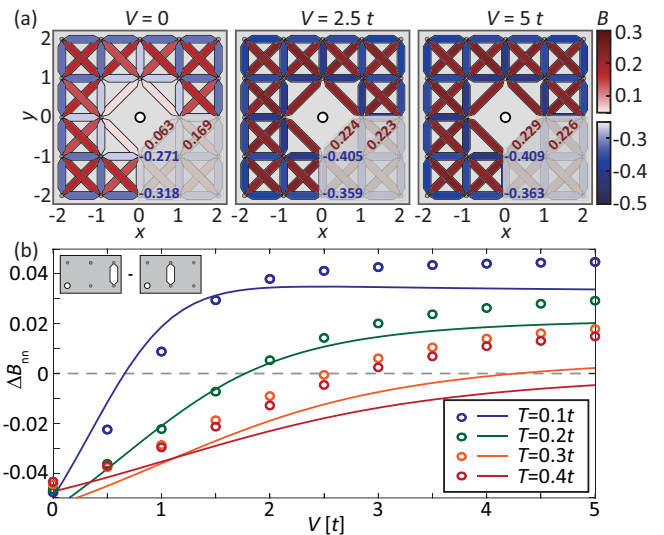 (a) V = 0 V = 2.5 t V = 5 t B
2 1 0 -1 -2
y
0.063 0.169
-0.271
-0.318
0.224 0.223
-0.405
-0.359
0.229 0.226
-0.409
-0.363
0.3
0.2
0.1
-0.3
-0.4
-0.5
-2 -1 0 1 2 -2 -1 0 1 2 -2 -1 0 1 2
x x x
(b)
-
0.04
0.02
0
-0.02
-0.04
ΔBnn
T=0.1t
T=0.2t
T=0.3t
T=0.4t
0 1 2 3 4 5
V [t]